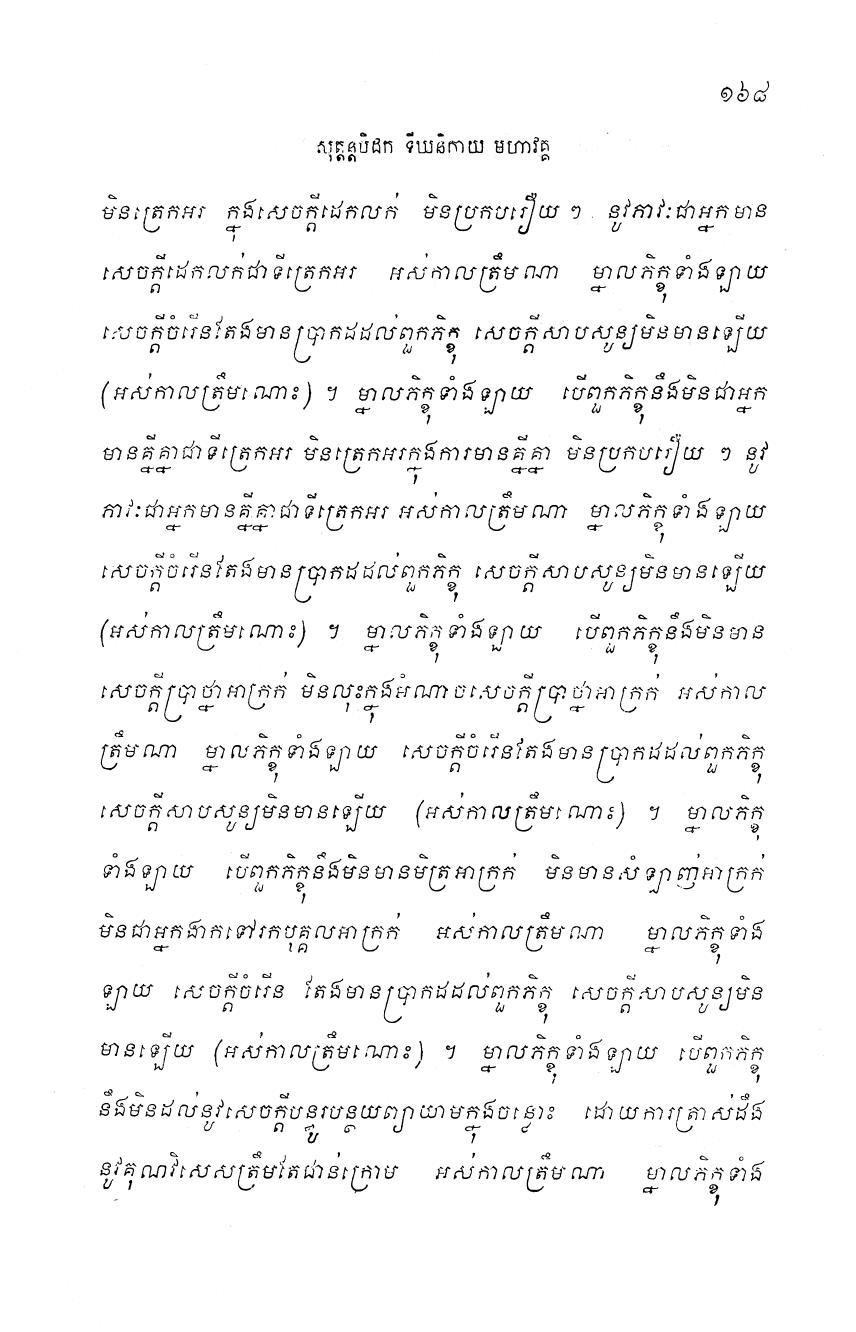 ១៦៨
សុត្តន្តបិដក ទីឃនិកាយ មហាវគ្គ
មិនត្រេកអរ ក្នុងសេចក្តីដេកលក់ មិនប្រកបរឿយ ៗ នូវភាវៈជាអ្នកមាន
សេចក្តីដេកលក់ជាទីត្រេកអរ អស់កាលត្រឹមណា ម្នាលភិក្ខុទាំងឡាយ
សេចក្តីចំរើនតែងមានប្រាកដដល់ពួកភិក្ខុ សេចក្តីសាបសូន្យមិនមានឡើយ
(អស់កាលត្រឹមណោះ) ។ ម្នាលភិក្ខុទាំងឡាយ បើពួកភិក្ខុនឹងមិនជាអ្នក
មានគ្នីគ្នាជាទីត្រេកអរ មិនត្រេកអរក្នុងការមានគ្នីគ្នា មិនប្រកបរឿយ ៗ នូវ
ភាវៈជាអ្នកមានគ្នីគ្នាជាទីត្រេកអរ អស់កាលត្រឹមណា ម្នាលភិក្ខុទាំងឡាយ
សេចក្តីចំរើនតែងមានប្រាកដដល់ពួកភិក្ខុ សេចក្តីសាបសូន្យមិនមានឡើយ
(អស់កាលត្រឹមណោះ) ។ ម្នាលភិក្ខុទាំងឡាយ បើពួកភិក្ខុនឹងមិនមាន
សេចក្តីប្រាថ្នាអាក្រក់ មិនលុះក្នុងអំណាចសេចក្តីប្រាថ្នាអាក្រក់ អស់កាល
ត្រឹមណា ម្នាលភិក្ខុទាំងឡាយ សេចក្តីចំរើនតែងមានប្រាកដដល់ពួកភិក្ខុ
សេចក្តីសាបសូន្យមិនមានឡើយ (អស់កាលត្រឹមណោះ) ។ ម្នាលភិក្ខុ
ទាំងឡាយ បើពួកភិក្ខុនឹងមិនមានមិត្រអាក្រក់ មិនមានសំឡាញ់អាក្រក់
មិនជាអ្នកងាកទៅរកបុគ្គលអាក្រក់ អស់កាលត្រឹមណា ម្នាលភិក្ខុទាំង
ឡាយ សេចក្តីចំរើន តែងមានប្រាកដដល់ពួកភិក្ខុ សេចក្តីសាបសូន្យមិន
មានឡើយ (អស់កាលត្រឹមណោះ) ។ ម្នាលភិក្ខុទាំងឡាយ បើពួកភិក្ខុ
នឹងមិនដល់នូវសេចក្តីបន្ធូរបន្ថយព្យាយាមក្នុងចន្លោះ ដោយការត្រាស់ដឹង
នូវគុណវិសេសត្រឹមតែជាន់ក្រោម អស់កាលត្រឹមណា ម្នាលភិក្ខុទាំង